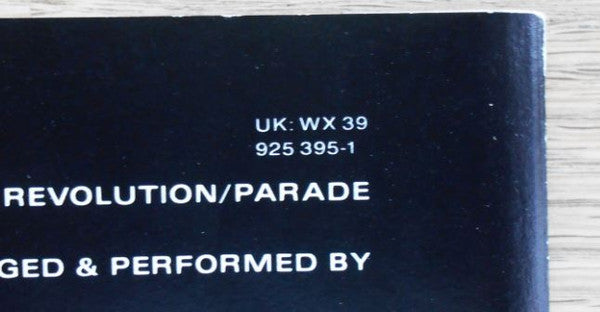 UK: WX 39
925 395-1
REVOLUTION/PARADE
GED & PERFORMED BY